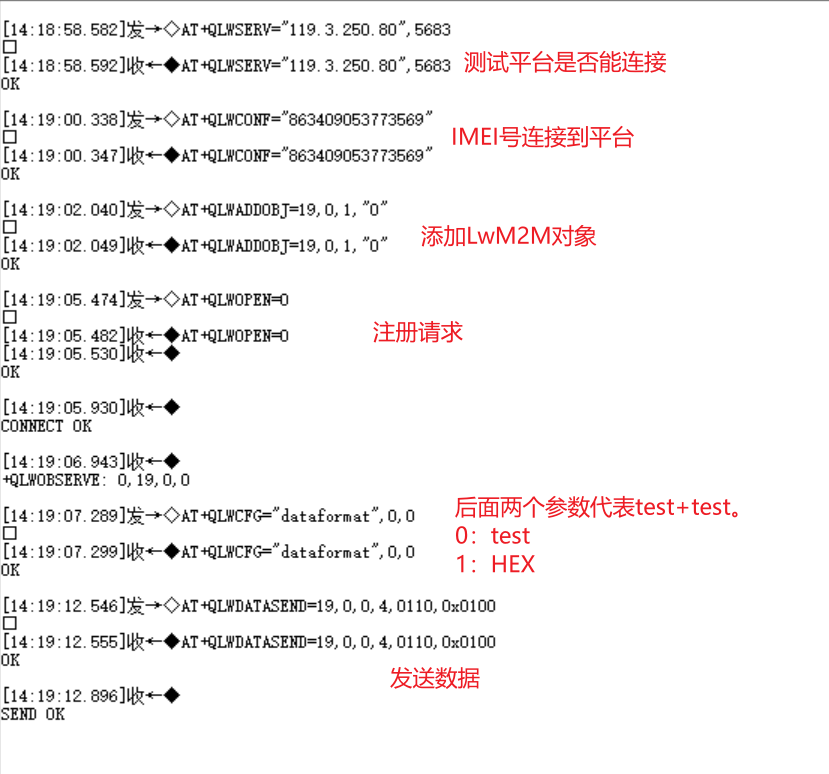 [14:18:58.582]发→◇AT+QLWSERV="119.3.250.80",5683
□
[14:18:58.592]收←◆AT+QLWSERV="119.3.250.80",5683
测试平台是否能连接
OK
[14:19:00.338]发→◇AT+QLWCONF="863409053773569"
□
IMEI号连接到平台
[14:19:00.347]收←◆AT+QLWCONF="863409053773569"
OK
[14:19:02.040]发→◇AT+QLWADDOBJ=19,0,1,"0"
□
添加LwM2M对象
[14:19:02.049]收←◆AT+QLWADDOBJ=19,0,1,"0"
OK
[14:19:05.474]发→◇AT+QLWOPEN=0
□
[14:19:05.482]收←◆AT+QLWOPEN=0
注册请求
[14:19:05.530]收←◆
OK
[14:19:05.930]收←◆
CONNECT OK
[14:19:06.943]收←◆
+QLWOBSERVE: 0,19,0,0
[14:19:07.289]发→◇AT+QLWCFG="dataformat",0,0
□
[14:19:07.299]收←◆AT+QLWCFG="dataformat",0,0
OK
后面两个参数代表test+test。
0：test
1：HEX
[14:19:12.546]发→◇AT+QLWDATASEND=19,0,0,4,0110,0x0100
□
[14:19:12.555]收←◆AT+QLWDATASEND=19,0,0,4,0110,0x0100
OK
发送数据
[14:19:12.896]收←◆
SEND OK